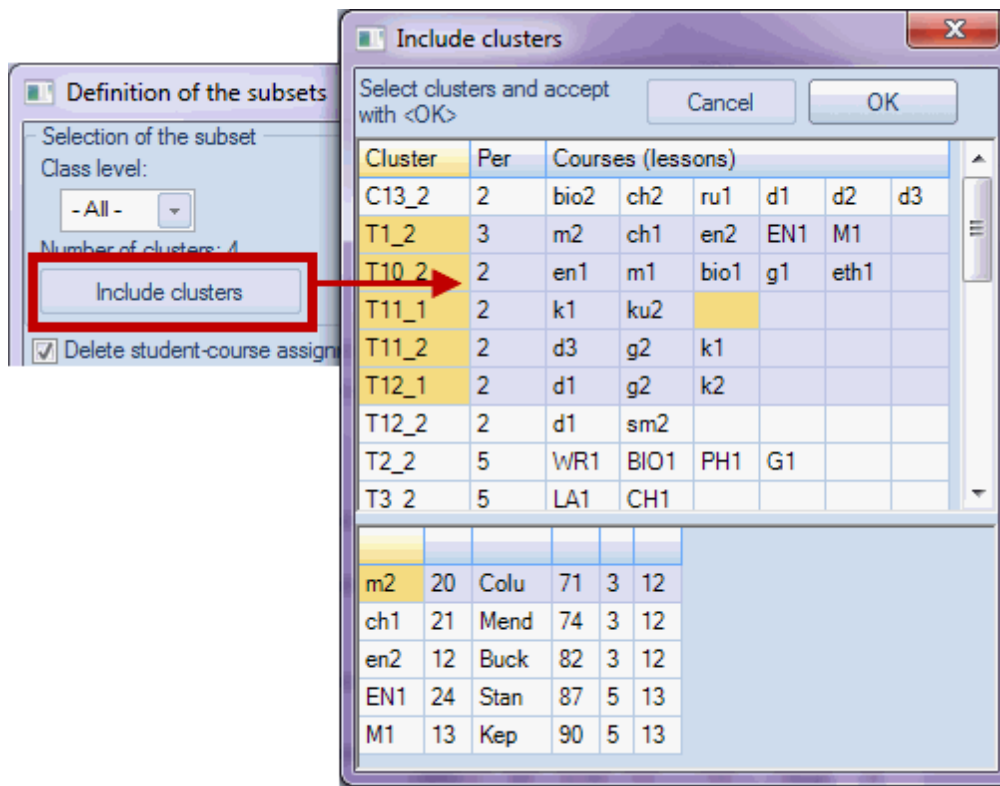 Include clusters
Definition of the subsets
Select clusters and accept
with <OK>
Cancel
OK
Selection of the subset
Class level:
- All -
Number of clusters: 4
Include clusters
Delete student-course assign
Cluster Per Courses (lessons)
C13_2 2 bio2 ch2 ru1 d1 d2 d3
T1_2 3 m2 ch1 en2 EN1 M1
T10_2 2 en1 m1 bio1 g1 eth1
T11_1 2 k1 ku2
T11_2 2 d3 g2 k1
T12_1 2 d1 g2 k2
T12_2 2 d1 sm2
T2_2 5 WR1 BIO1 PH1 G1
T3_2 5 LA1 CH1
m2 20 Colu 71 3 12
ch1 21 Mend 74 3 12
en2 12 Buck 82 3 12
EN1 24 Stan 87 5 13
M1 13 Kep 90 5 13